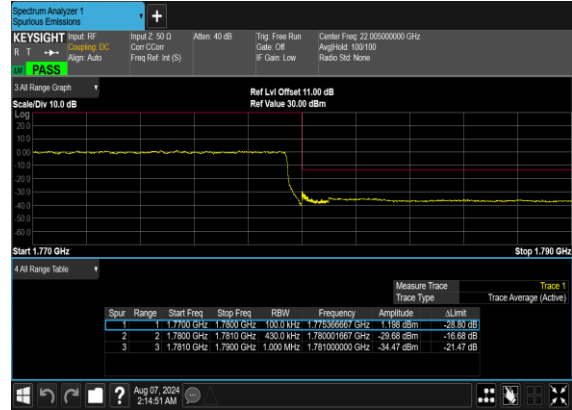 Spectrum Analyzer 1
Spurious Emissions
KEYSIGHT Input: RF Input Z: 50 Ω Atten: 40 dB Trig: Free Run Center Freq: 22.005000000 GHz
R T Coupling: DC Corr CCorr Gate: Off Avg|Hold: 100/100
Align: Auto Freq Ref: Int (S) IF Gain: Low Radio Std: None
PASS
3 All Range Graph
Ref Lvl Offset 11.00 dB
Scale/Div 10.0 dB Ref Value 30.00 dBm
Log
20.0
10.0
0.00
-10.0
-20.0
-30.0
-40.0
-50.0
-60.0
Start 1.770 GHz Stop 1.790 GHz
4 All Range Table
Measure Trace Trace 1
Trace Type Trace Average (Active)
Spur Range Start Freq Stop Freq RBW Frequency Amplitude ΔLimit
1 1 1.7700 GHz 1.7800 GHz 100.0 kHz 1.775366667 GHz 1.198 dBm -28.80 dB
2 2 1.7800 GHz 1.7810 GHz 430.0 kHz 1.780001667 GHz -29.68 dBm -16.68 dB
3 3 1.7810 GHz 1.7900 GHz 1.000 MHz 1.781000000 GHz -34.47 dBm -21.47 dB
? Aug 07, 2024
2:14:51 AM